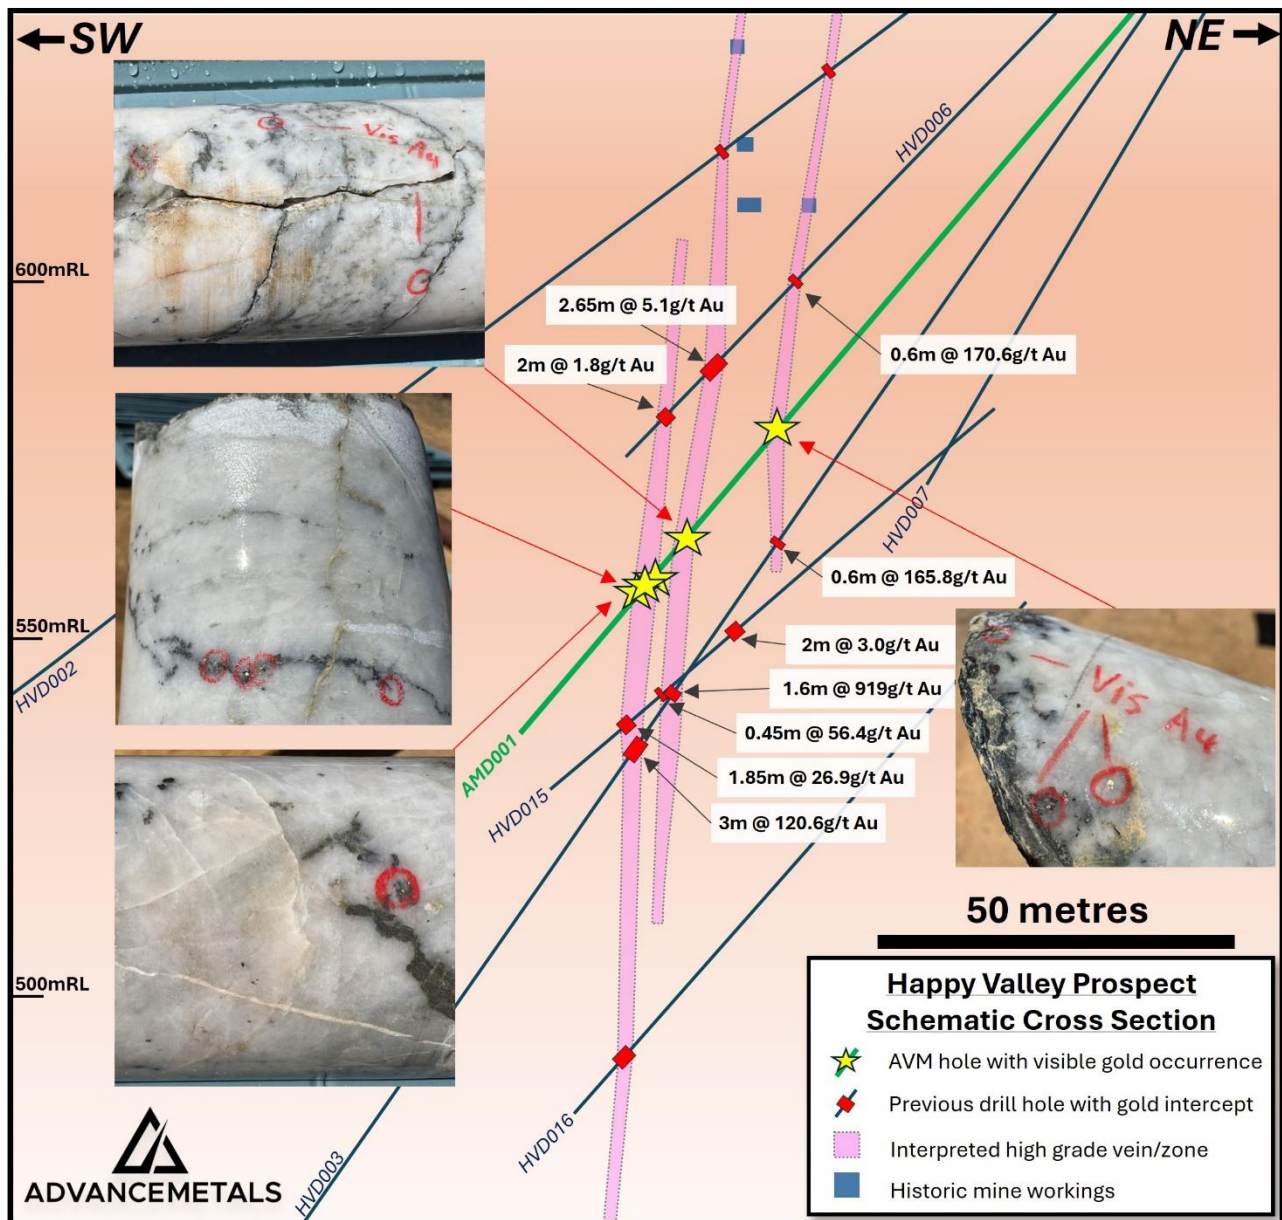 SW
NE
Vis Au
HVD006
600mRL
2.65m @ 5.1g/t Au
0.6m @ 170.6g/t Au
2m @ 1.8g/t Au
HVD007
0.6m @ 165.8g/t Au
550mRL
HVD002
2m @ 3.0g/t Au
Vis Au
1.6m @ 919g/t Au
0.45m @ 56.4g/t Au
AMD001
HVD015
1.85m @ 26.9g/t Au
3m @ 120.6g/t Au
50 metres
500mRL
Happy Valley Prospect
Schematic Cross Section
AVM hole with visible gold occurrence
Previous drill hole with gold intercept
Interpreted high grade vein/zone
Historic mine workings
HVD016
HVD003
ADVANCEMETALS